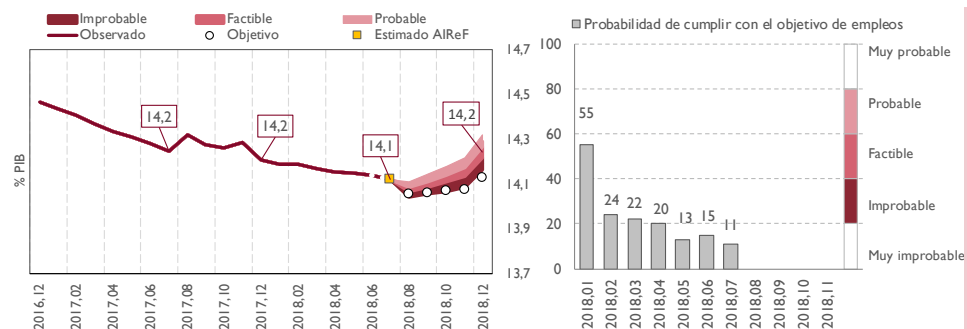 Improbable Factible Probable
Observado Objetivo Estimado AIReF
% PIB
14,7
14,5
14,3
14,1
13,9
13,7
14,2
14,2
14,1
14,2
2016,12 2017,02 2017,04 2017,06 2017,08 2017,10 2017,12 2018,02 2018,04 2018,06 2018,08 2018,10 2018,12
Probabilidad de cumplir con el objetivo de empleos
100
80
60
40
20
0
55
24
22
20
13
15
11
2018,01 2018,02 2018,03 2018,04 2018,05 2018,06 2018,07 2018,08 2018,09 2018,10 2018,11
Muy probable
Probable
Factible
Improbable
Muy improbable